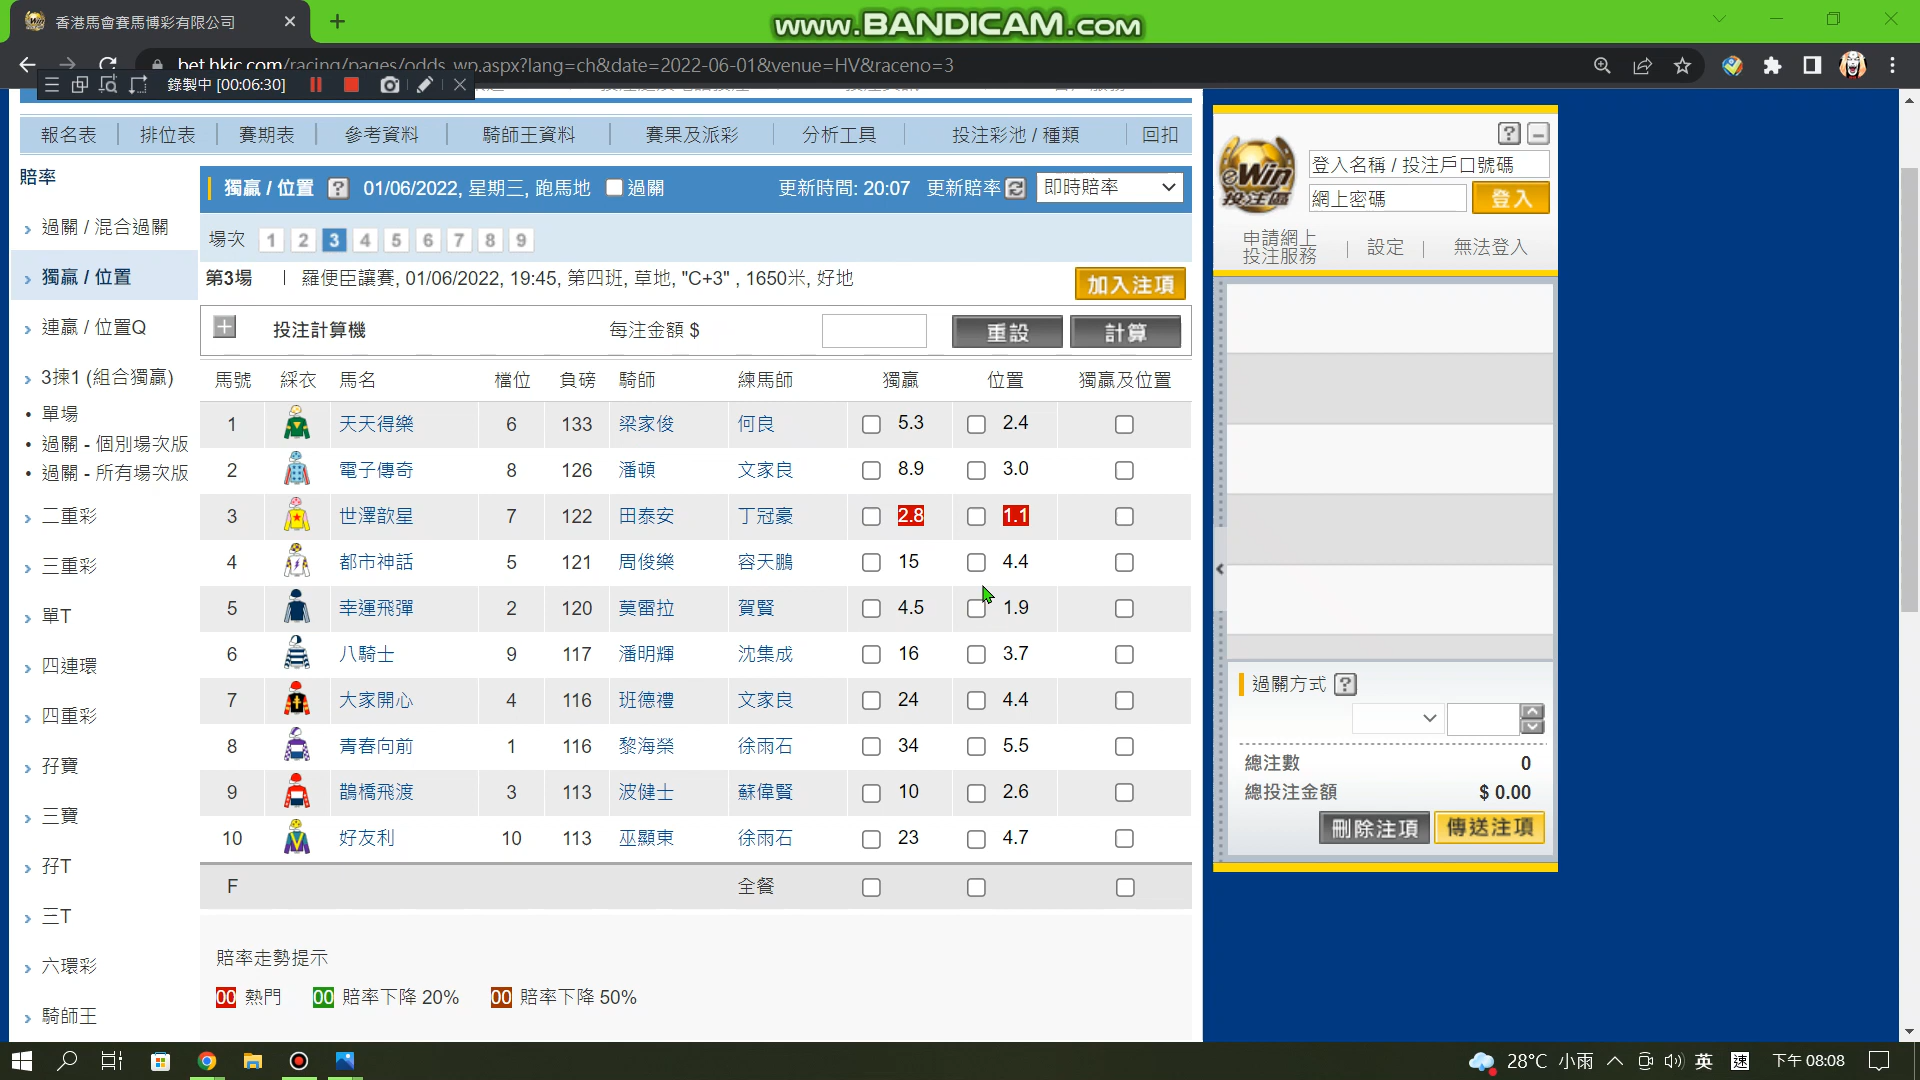 香港馬會賽馬博彩有限公司
www.BANDICAM.com
bet.hkjc.com/racing/pages/odds_wp.aspx?lang=ch&date=2022-06-01&venue=HV&raceno=3
錄製中 [00:06:30]
報名表 排位表 賽期表 參考資料 騎師王資料 賽果及派彩 分析工具 投注彩池 / 種類 回扣
賠率
過關 / 混合過關
獨贏 / 位置
連贏 / 位置Q
3揀1 (組合獨贏)
單場
過關 - 個別場次版
過關 - 所有場次版
二重彩
三重彩
單T
四連環
四重彩
孖寶
三寶
孖T
三T
六環彩
騎師王
獨贏 / 位置 ? 01/06/2022, 星期三, 跑馬地 過關 更新時間: 20:07 更新賠率 即時賠率
場次 1 2 3 4 5 6 7 8 9
第3場 | 羅便臣讓賽, 01/06/2022, 19:45, 第四班, 草地, "C+3" , 1650米, 好地 加入注項
投注計算機 每注金額 $ 重設 計算
馬號 綵衣 馬名 檔位 負磅 騎師 練馬師 獨贏 位置 獨贏及位置
1 天天得樂 6 133 梁家俊 何良 5.3 2.4
2 電子傳奇 8 126 潘頓 文家良 8.9 3.0
3 世澤歆星 7 122 田泰安 丁冠豪 2.8 1.1
4 都市神話 5 121 周俊樂 容天鵬 15 4.4
5 幸運飛彈 2 120 莫雷拉 賀賢 4.5 1.9
6 八騎士 9 117 潘明輝 沈集成 16 3.7
7 大家開心 4 116 班德禮 文家良 24 4.4
8 青春向前 1 116 黎海榮 徐雨石 34 5.5
9 鵲橋飛渡 3 113 波健士 蘇偉賢 10 2.6
10 好友利 10 113 巫顯東 徐雨石 23 4.7
F 全餐
賠率走勢提示
00 熱門 00 賠率下降 20% 00 賠率下降 50%
eWin
投注區
? 
登入名稱 / 投注戶口號碼
網上密碼 登入
申請網上
投注服務 | 設定 | 無法登入
過關方式 ?
總注數 0
總投注金額 $ 0.00
刪除注項 傳送注項
28°C 小雨 英 速 下午 08:08